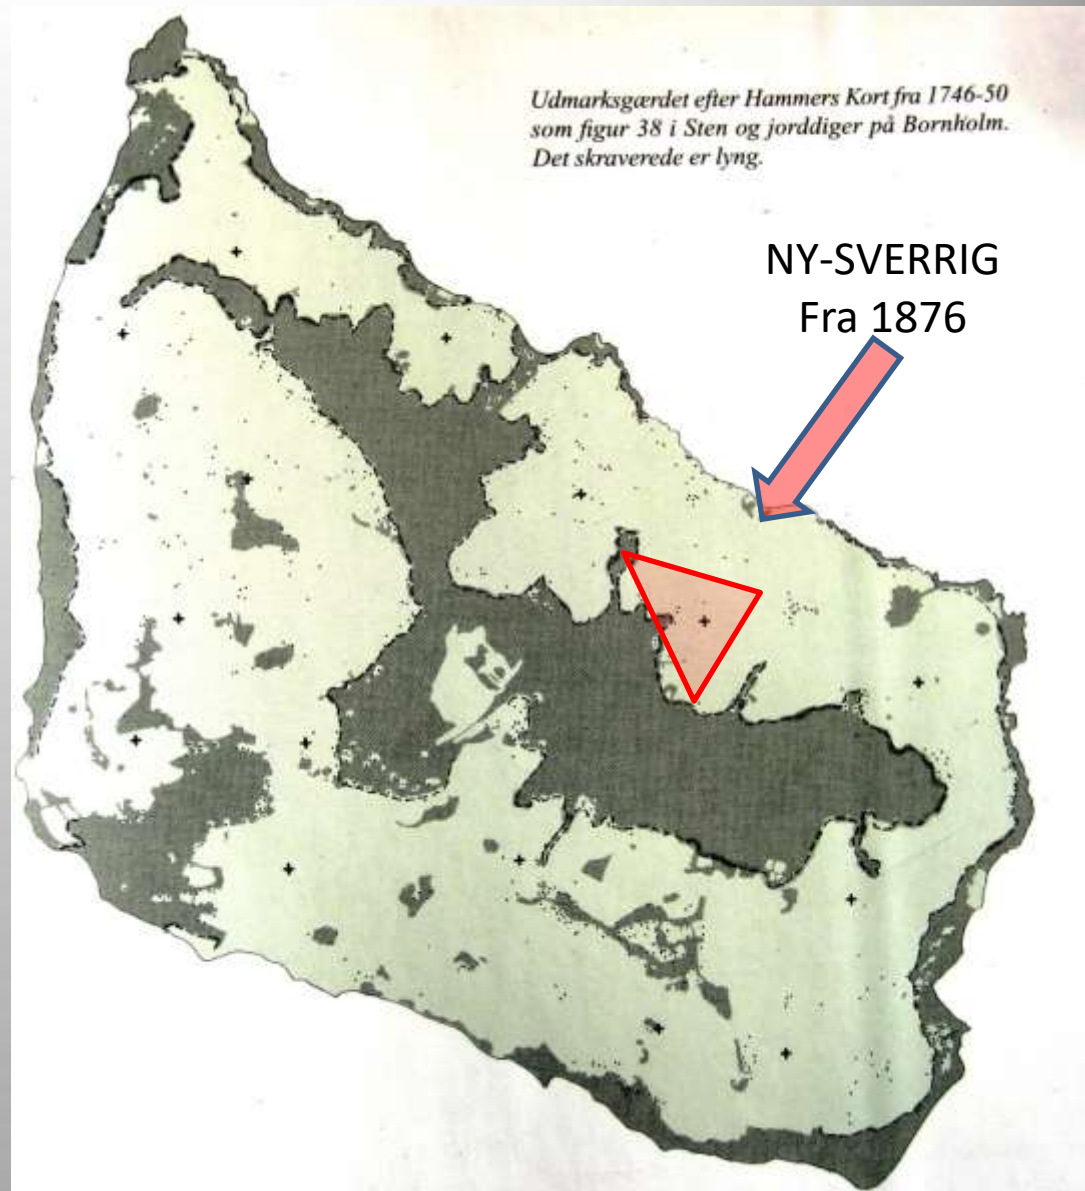 Udmarksgærdet efter Hammers Kort fra 1746-50
som figur 38 i Sten og jorddiger på Bornholm.
Det skraverede er lyng.
NY-SVERRIG
Fra 1876